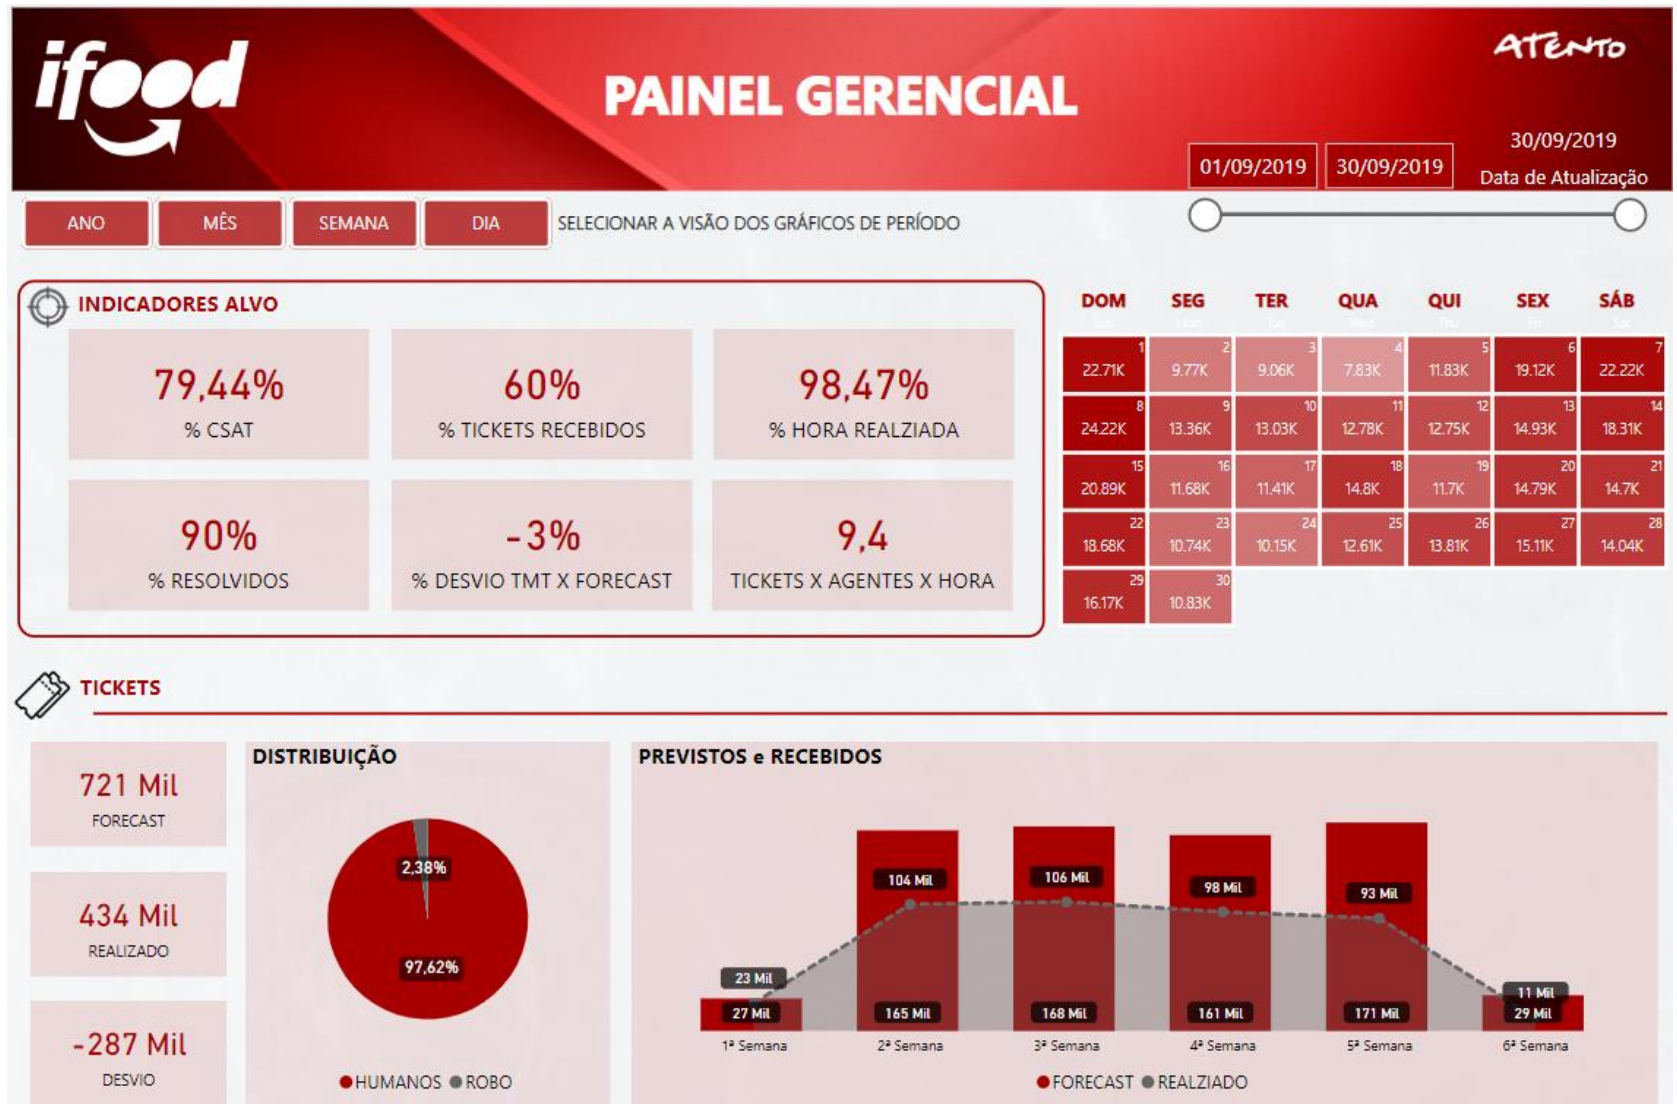 ifood
ATENTO
PAINEL GERENCIAL
30/09/2019
01/09/2019 30/09/2019
Data de Atualização
ANO MÊS SEMANA DIA SELECIONAR A VISÃO DOS GRÁFICOS DE PERÍODO
INDICADORES ALVO
79,44%
% CSAT
60%
% TICKETS RECEBIDOS
98,47%
% HORA REALZIADA
90%
% RESOLVIDOS
-3%
% DESVIO TMT X FORECAST
9,4
TICKETS X AGENTES X HORA
DOM SEG TER QUA QUI SEX SÁB
Sun Mon Tue Wed Thu Fri Sat
1 2 3 4 5 6 7
22.71K 9.77K 9.06K 7.83K 11.83K 19.12K 22.22K
8 9 10 11 12 13 14
24.22K 13.36K 13.03K 12.78K 12.75K 14.93K 18.31K
15 16 17 18 19 20 21
20.89K 11.68K 11.41K 14.8K 11.7K 14.79K 14.7K
22 23 24 25 26 27 28
18.68K 10.74K 10.15K 12.61K 13.81K 15.11K 14.04K
29 30
16.17K 10.83K
TICKETS
721 Mil
FORECAST
434 Mil
REALIZADO
-287 Mil
DESVIO
DISTRIBUIÇÃO
2,38%
97,62%
HUMANOS ROBO
PREVISTOS e RECEBIDOS
104 Mil 106 Mil 98 Mil 93 Mil
23 Mil 11 Mil
27 Mil 165 Mil 168 Mil 161 Mil 171 Mil 29 Mil
1ª Semana 2ª Semana 3ª Semana 4ª Semana 5ª Semana 6ª Semana
FORECAST REALZIADO